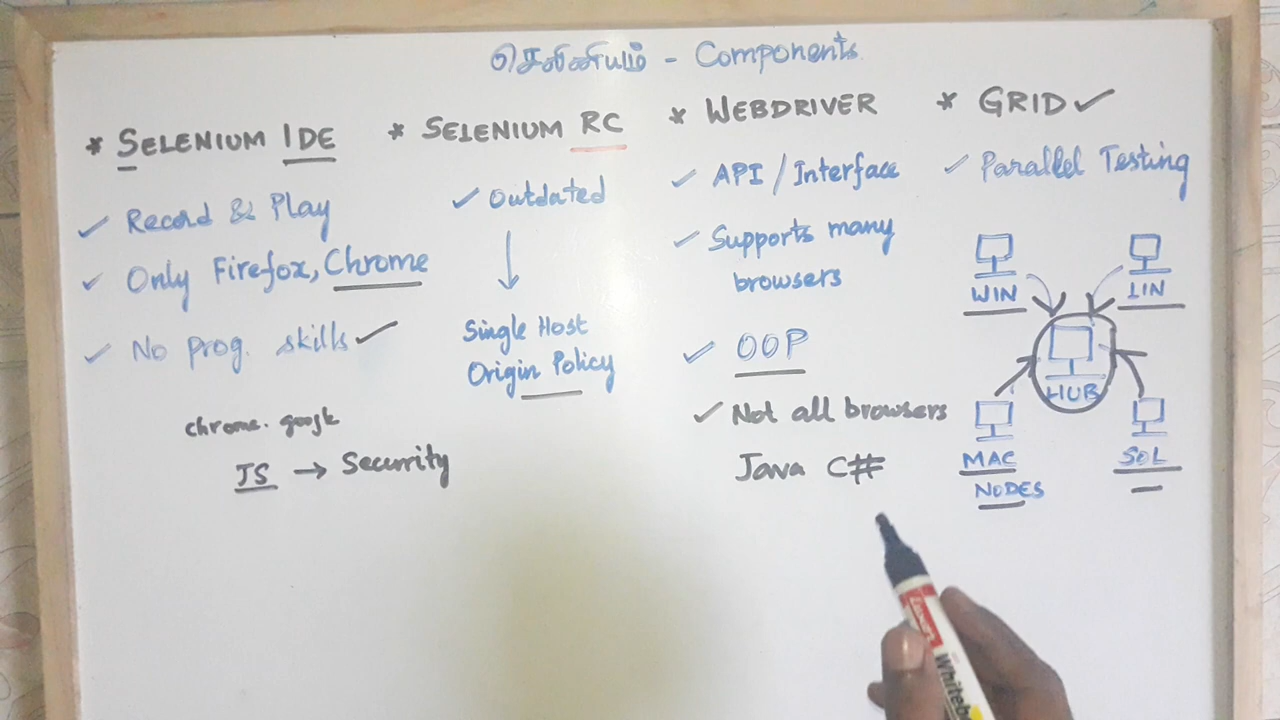 செலினியம் - Components
* SELENIUM IDE
✓ Record & Play
✓ Only Firefox, Chrome
✓ No prog. skills ✓
chrome. google
JS → Security
* SELENIUM RC
✓ Outdated
↓
Single Host
Origin Policy
* WEBDRIVER
✓ API / Interface
✓ Supports many
browsers
✓ OOP
✓ Not all browsers
Java C#
* GRID ✓
✓ Parallel Testing
WIN LIN
HUB
MAC SOL
NODES
Whiteb